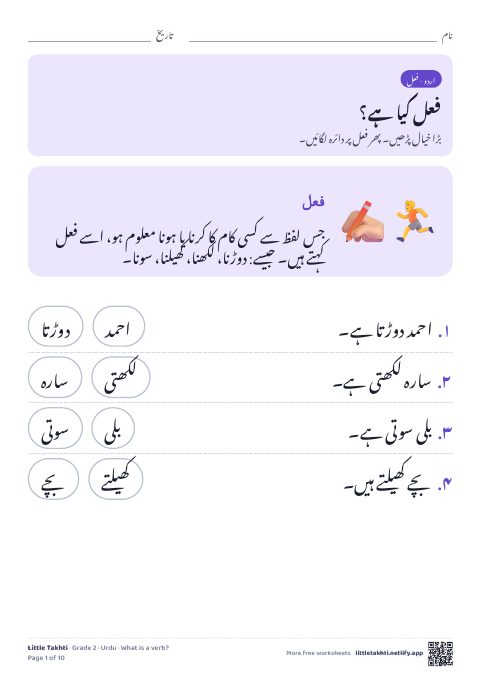 نام تاریخ
اردو · فعل
فعل کیا ہے؟
بڑا خیال پڑھیں۔ پھر فعل پر دائرہ لگائیں۔
فعل
جس لفظ سے کسی کام کا کرنا یا ہونا معلوم ہو، اسے فعل
کہتے ہیں۔ جیسے: دوڑنا، لکھنا، کھیلنا، سونا۔
۱. احمد دوڑتا ہے۔ احمد دوڑتا
۲. سارہ لکھتی ہے۔ لکھتی سارہ
۳. بلی سوتی ہے۔ بلی سوتی
۴. بچے کھیلتے ہیں۔ کھیلتے بچے
Little Takhti · Grade 2 · Urdu · What is a verb?
Page 1 of 10
More free worksheets littletakhti.netlify.app